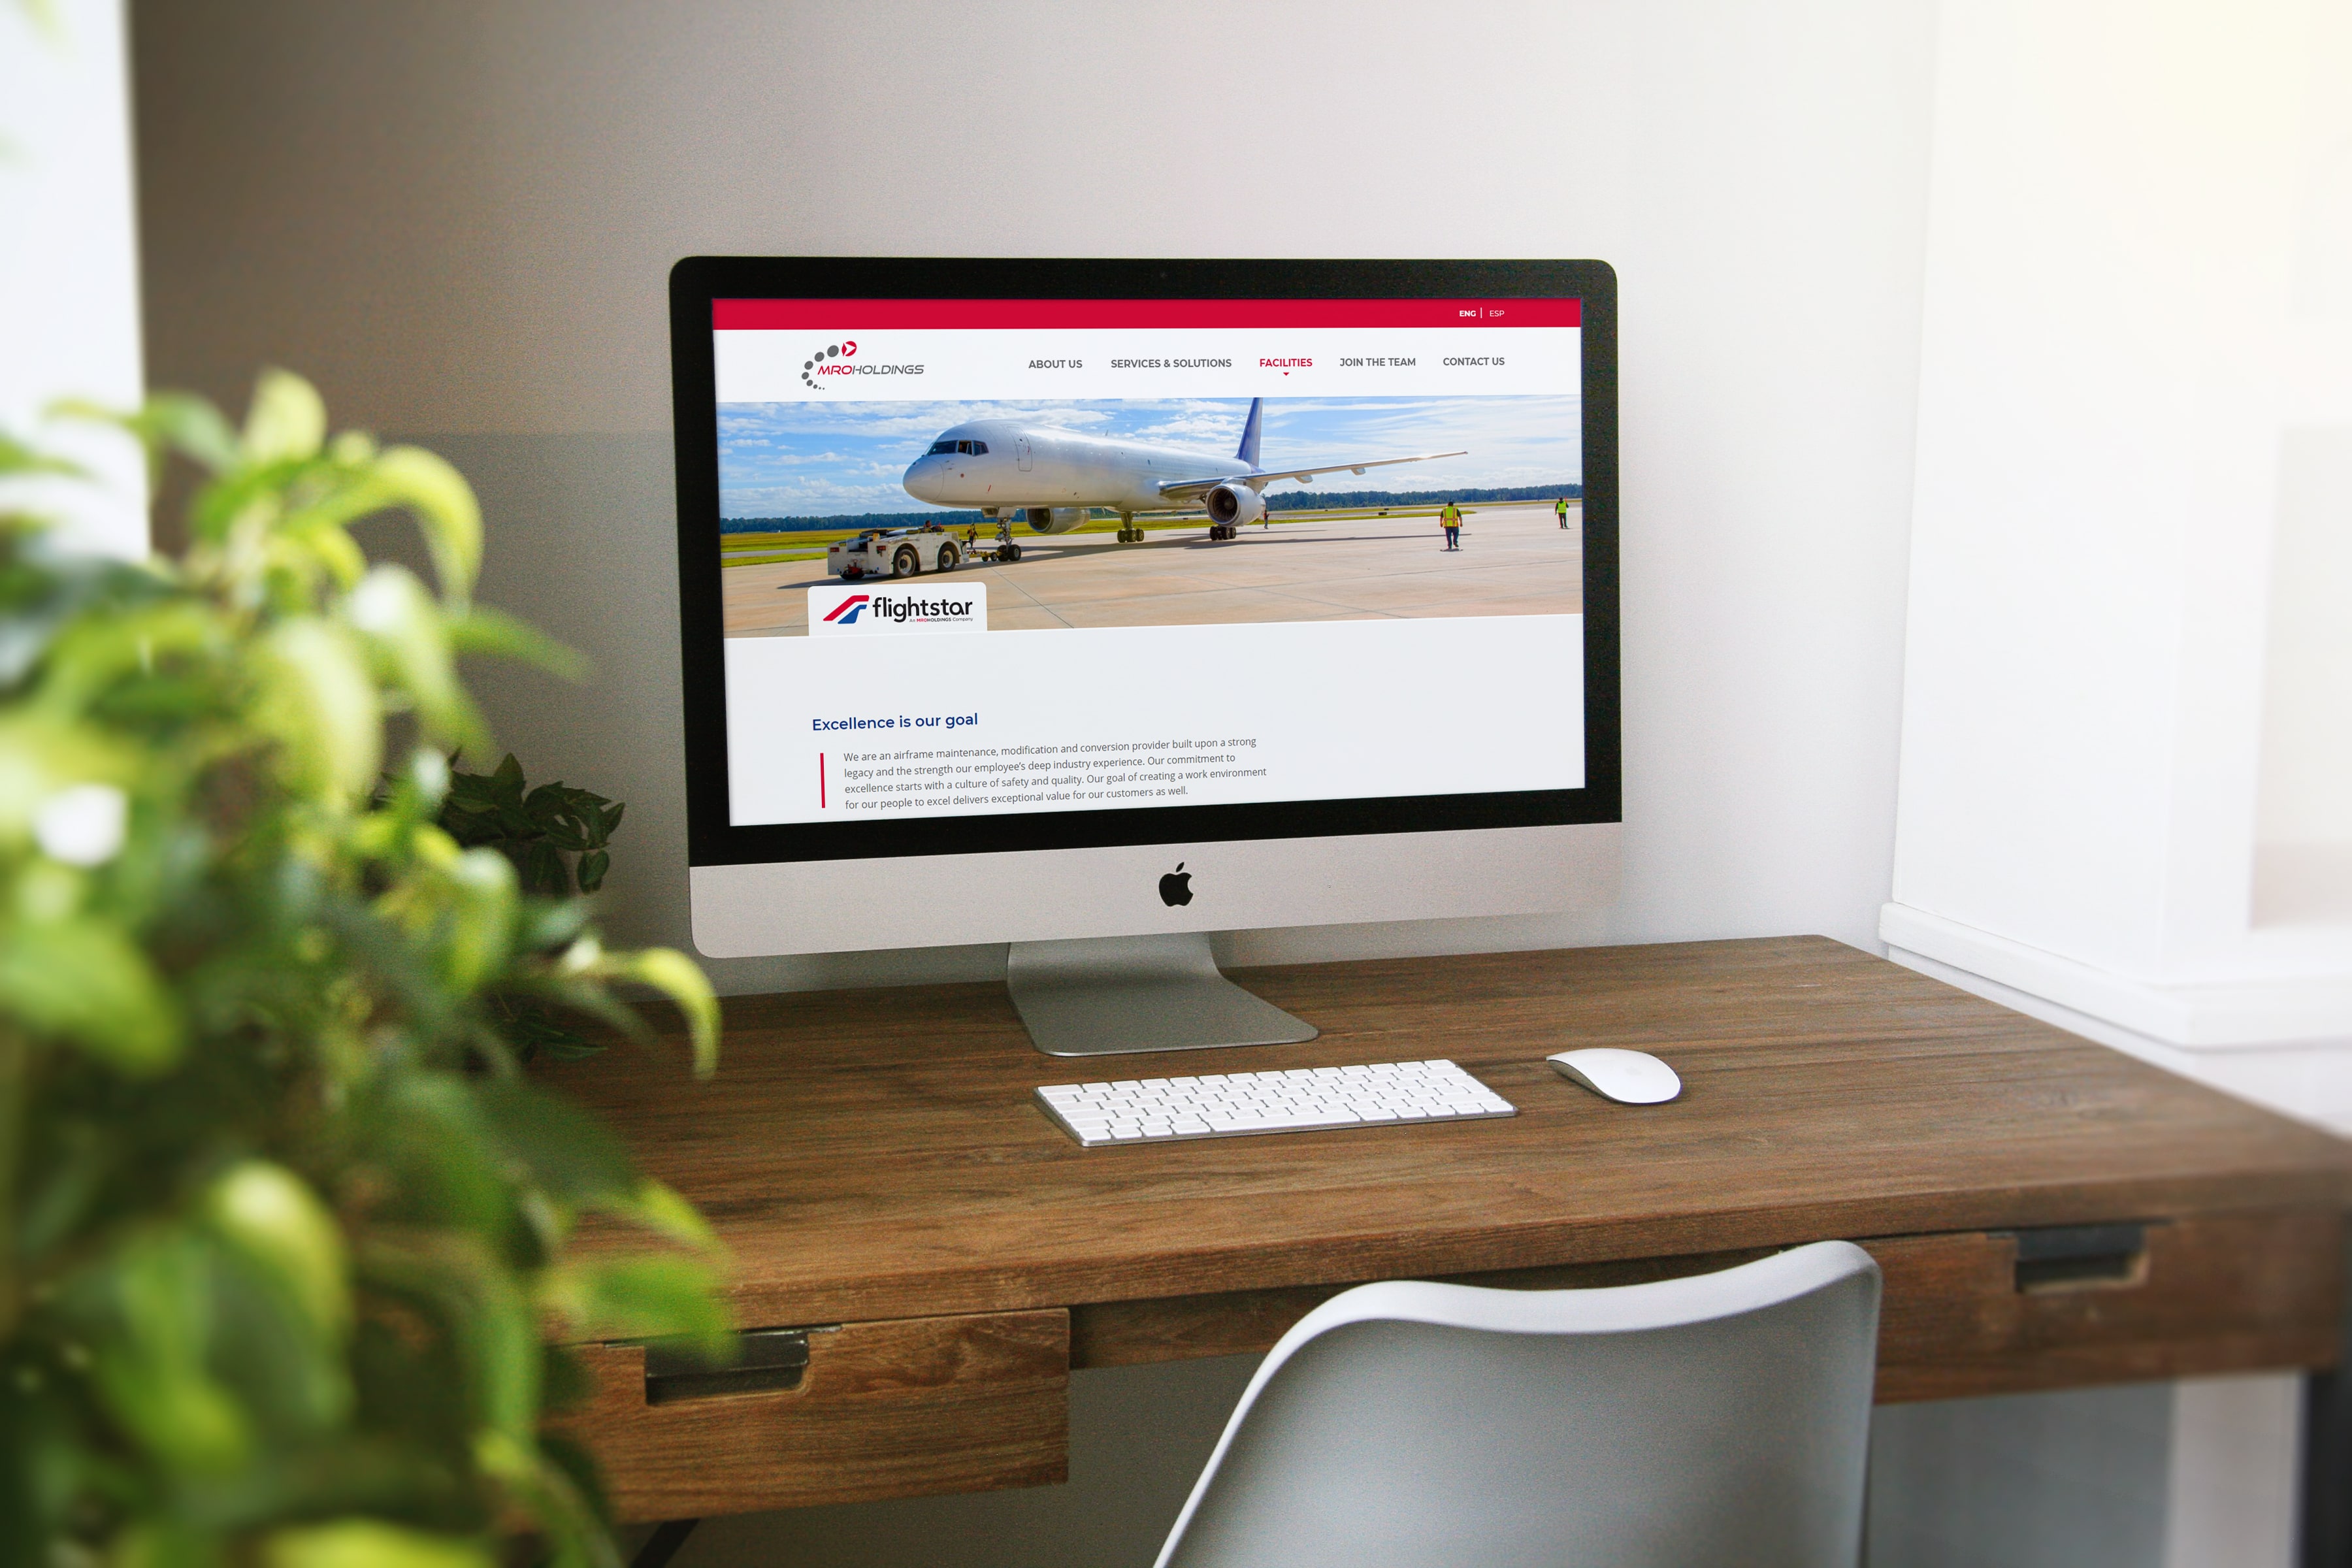 ENG | ESP
MROHOLDINGS
ABOUT US SERVICES & SOLUTIONS FACILITIES JOIN THE TEAM CONTACT US
flightstar
An MROHOLDINGS Company
Excellence is our goal
We are an airframe maintenance, modification and conversion provider built upon a strong
legacy and the strength our employee's deep industry experience. Our commitment to
excellence starts with a culture of safety and quality. Our goal of creating a work environment
for our people to excel delivers exceptional value for our customers as well.